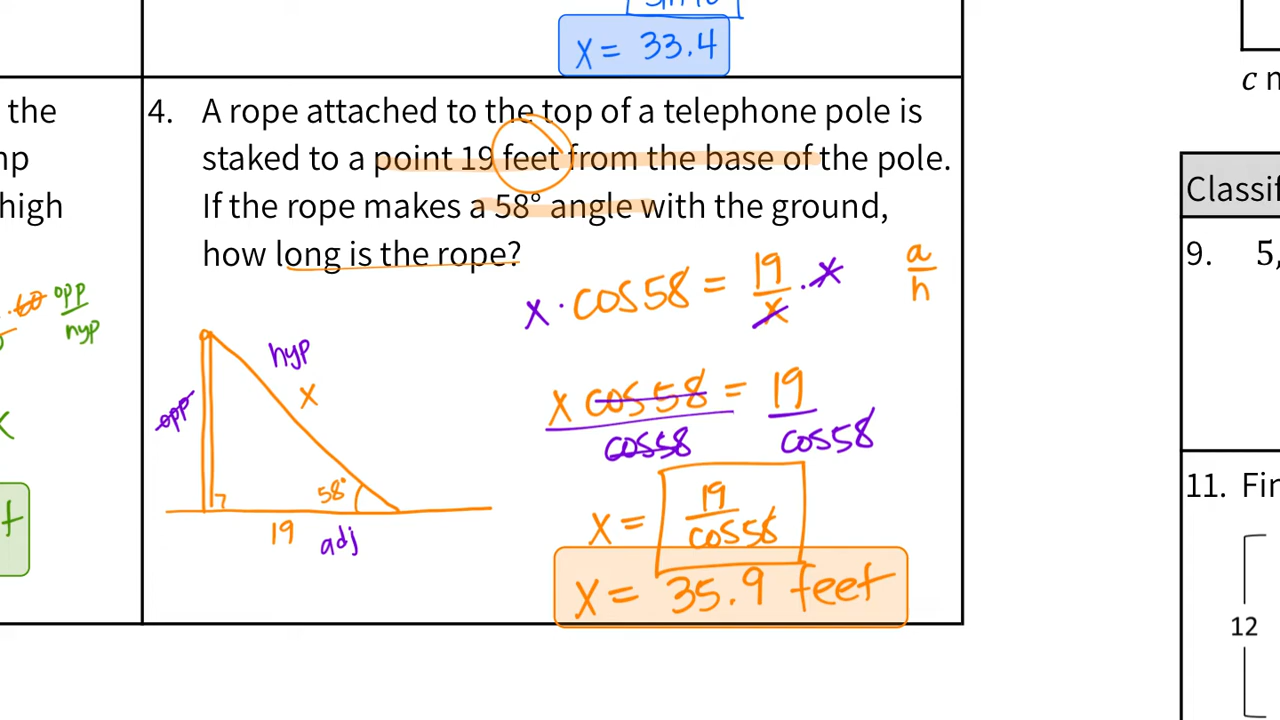 x = 33.4
the
high
opp
hyp
4. A rope attached to the top of a telephone pole is
staked to a point 19 feet from the base of the pole.
If the rope makes a 58° angle with the ground,
how long is the rope?
x · cos 58 = 19/x · x
a/h
x cos 58 / cos 58 = 19 / cos 58
x = 19 / cos 58
x = 35.9 feet
opp
hyp
x
58°
19
adj
c
Classif
9. 5,
11. Fin
12